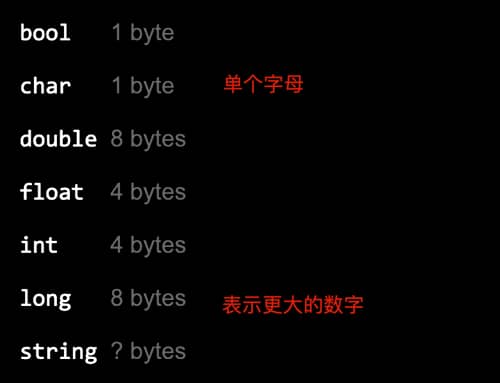 bool 1 byte
char 1 byte 单个字母
double 8 bytes
float 4 bytes
int 4 bytes
long 8 bytes 表示更大的数字
string ? bytes